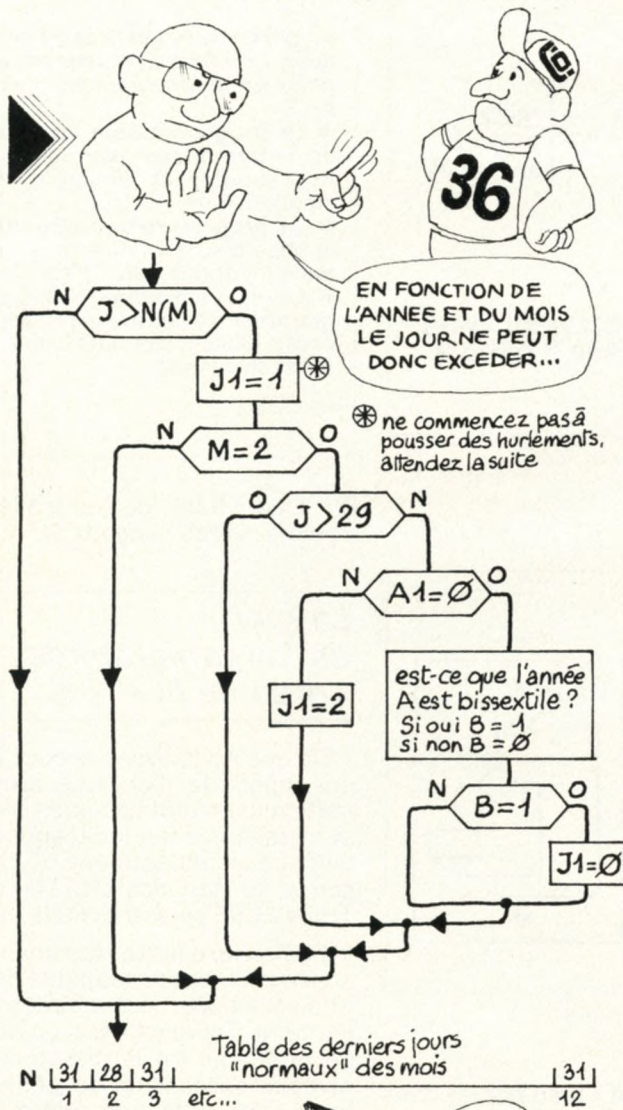 36
EN FONCTION DE
L'ANNEE ET DU MOIS
LE JOURNE PEUT
DONC EXCEDER...
N J>N(M) O
J1=1 ⊛
⊛ ne commencez pas à
pousser des hurlements,
attendez la suite
N M=2 O
O J>29 N
N A1=Ø O
est-ce que l'année
A est bissextile ?
Si oui B = 1
si non B = Ø
J1=2
N B=1 O
J1=Ø
Table des derniers jours
"normaux" des mois
N 31 28 31 31
1 2 3 etc... 12